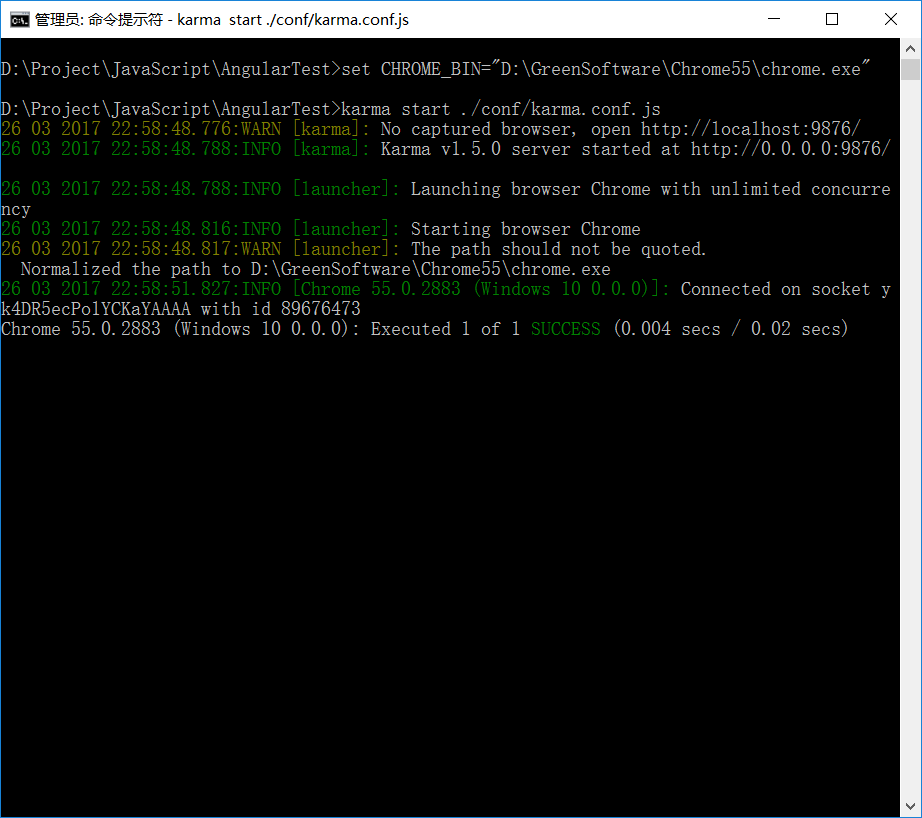 管理员: 命令提示符 - karma  start ./conf/karma.conf.js
D:\Project\JavaScript\AngularTest>set CHROME_BIN="D:\GreenSoftware\Chrome55\chrome.exe"
D:\Project\JavaScript\AngularTest>karma start ./conf/karma.conf.js
26 03 2017 22:58:48.776:WARN [karma]: No captured browser, open http://localhost:9876/
26 03 2017 22:58:48.788:INFO [karma]: Karma v1.5.0 server started at http://0.0.0.0:9876/
26 03 2017 22:58:48.788:INFO [launcher]: Launching browser Chrome with unlimited concurre
ncy
26 03 2017 22:58:48.816:INFO [launcher]: Starting browser Chrome
26 03 2017 22:58:48.817:WARN [launcher]: The path should not be quoted.
  Normalized the path to D:\GreenSoftware\Chrome55\chrome.exe
26 03 2017 22:58:51.827:INFO [Chrome 55.0.2883 (Windows 10 0.0.0)]: Connected on socket y
k4DR5ecPolYCKaYAAAA with id 89676473
Chrome 55.0.2883 (Windows 10 0.0.0): Executed 1 of 1 SUCCESS (0.004 secs / 0.02 secs)